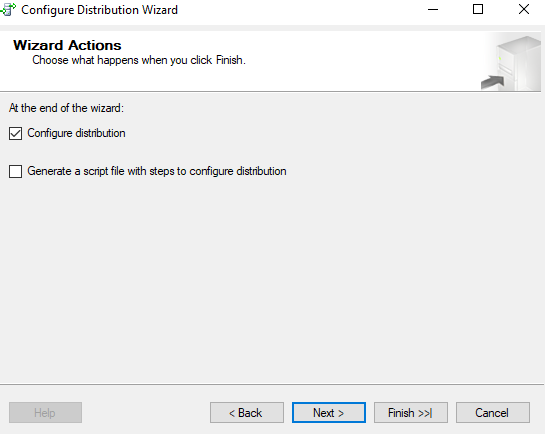 Configure Distribution Wizard
Wizard Actions
Choose what happens when you click Finish.
At the end of the wizard:
Configure distribution
Generate a script file with steps to configure distribution
Help
< Back
Next >
Finish >>|
Cancel